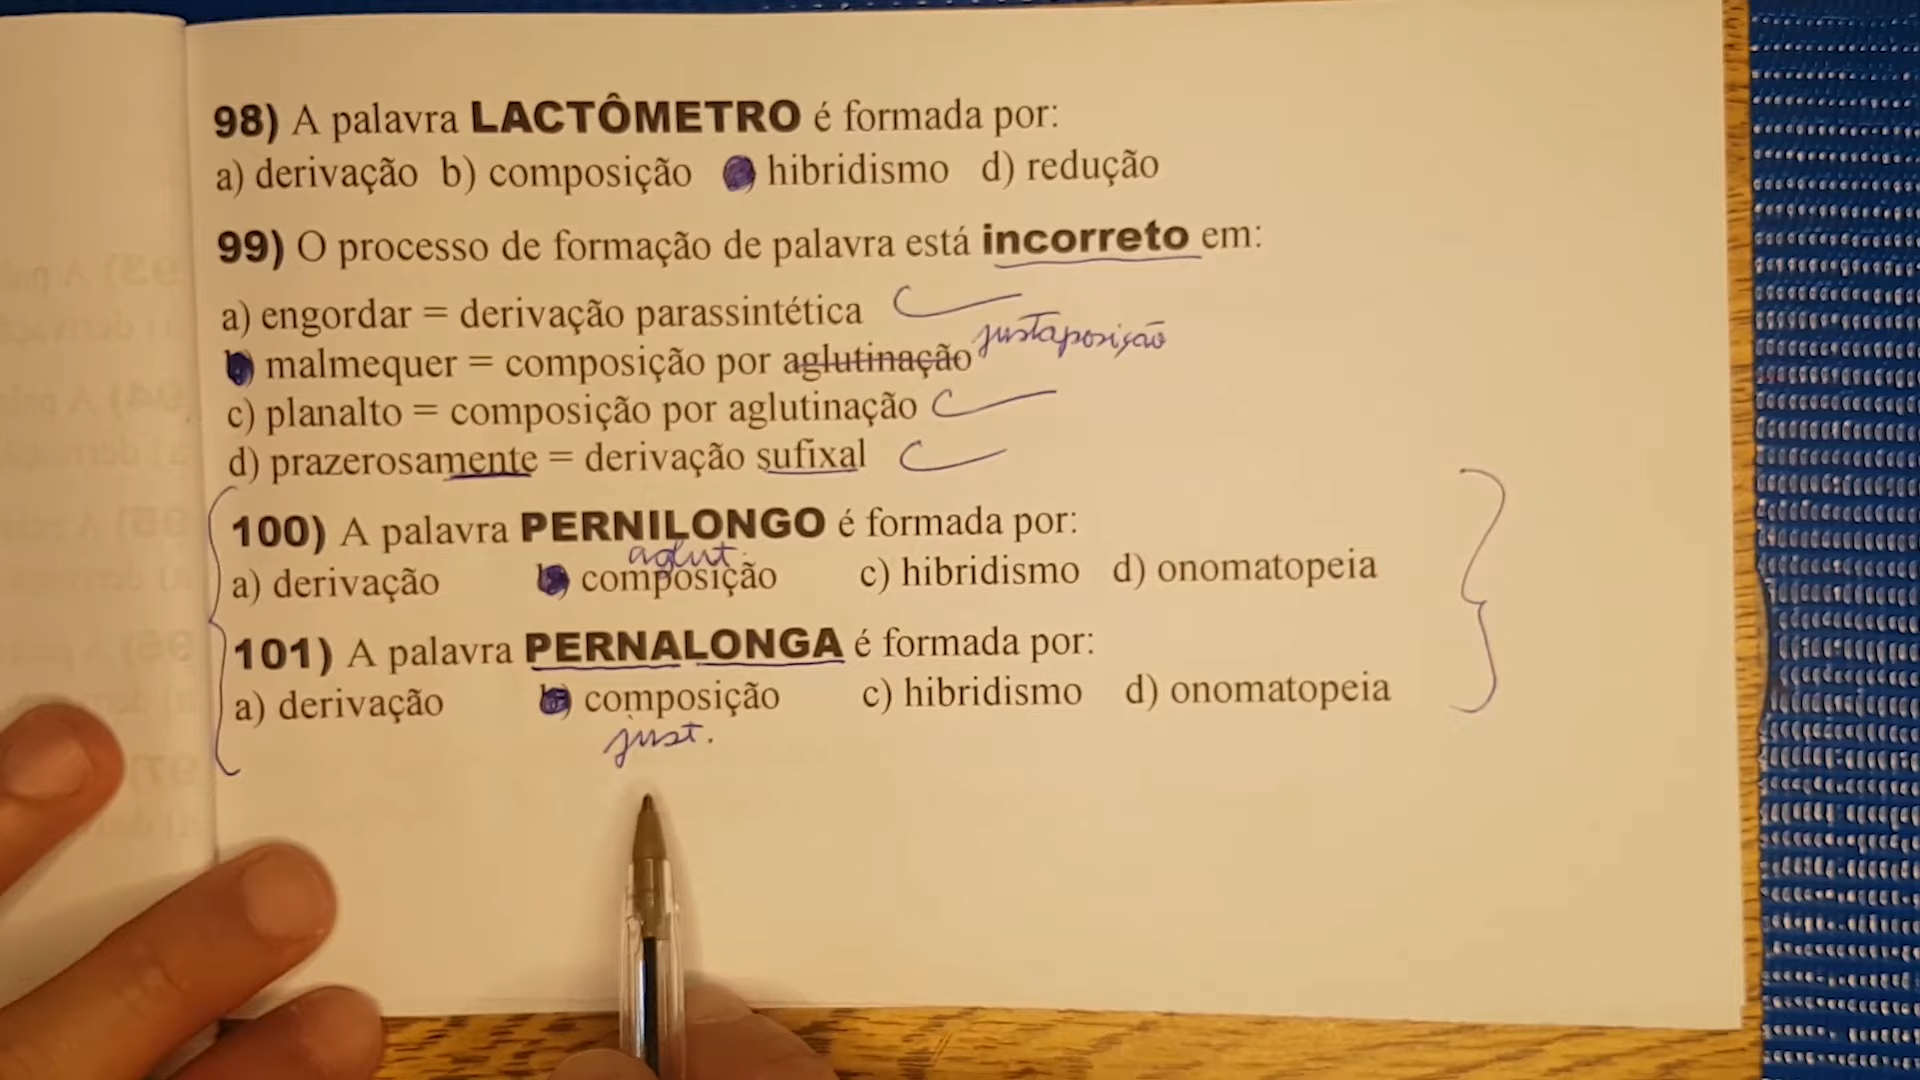 98) A palavra LACTÔMETRO é formada por:
a) derivação b) composição hibridismo d) redução
99) O processo de formação de palavra está incorreto em:
a) engordar = derivação parassintética
justaposição
b) malmequer = composição por aglutinação
c) planalto = composição por aglutinação
d) prazerosamente = derivação sufixal
100) A palavra PERNILONGO é formada por:
aglut.
a) derivação b) composição c) hibridismo d) onomatopeia
101) A palavra PERNALONGA é formada por:
a) derivação b) composição c) hibridismo d) onomatopeia
just.